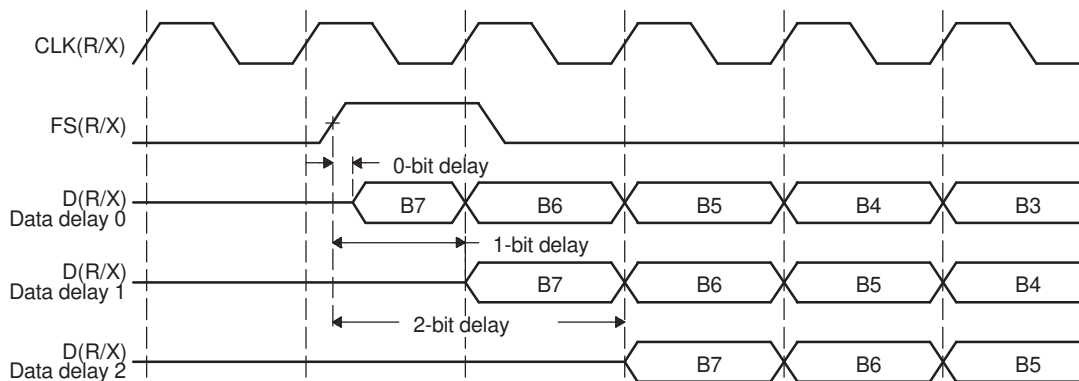 CLK(R/X)
FS(R/X)
0-bit delay
D(R/X)
Data delay 0
B7 B6 B5 B4 B3
1-bit delay
D(R/X)
Data delay 1
B7 B6 B5 B4
2-bit delay
D(R/X)
Data delay 2
B7 B6 B5